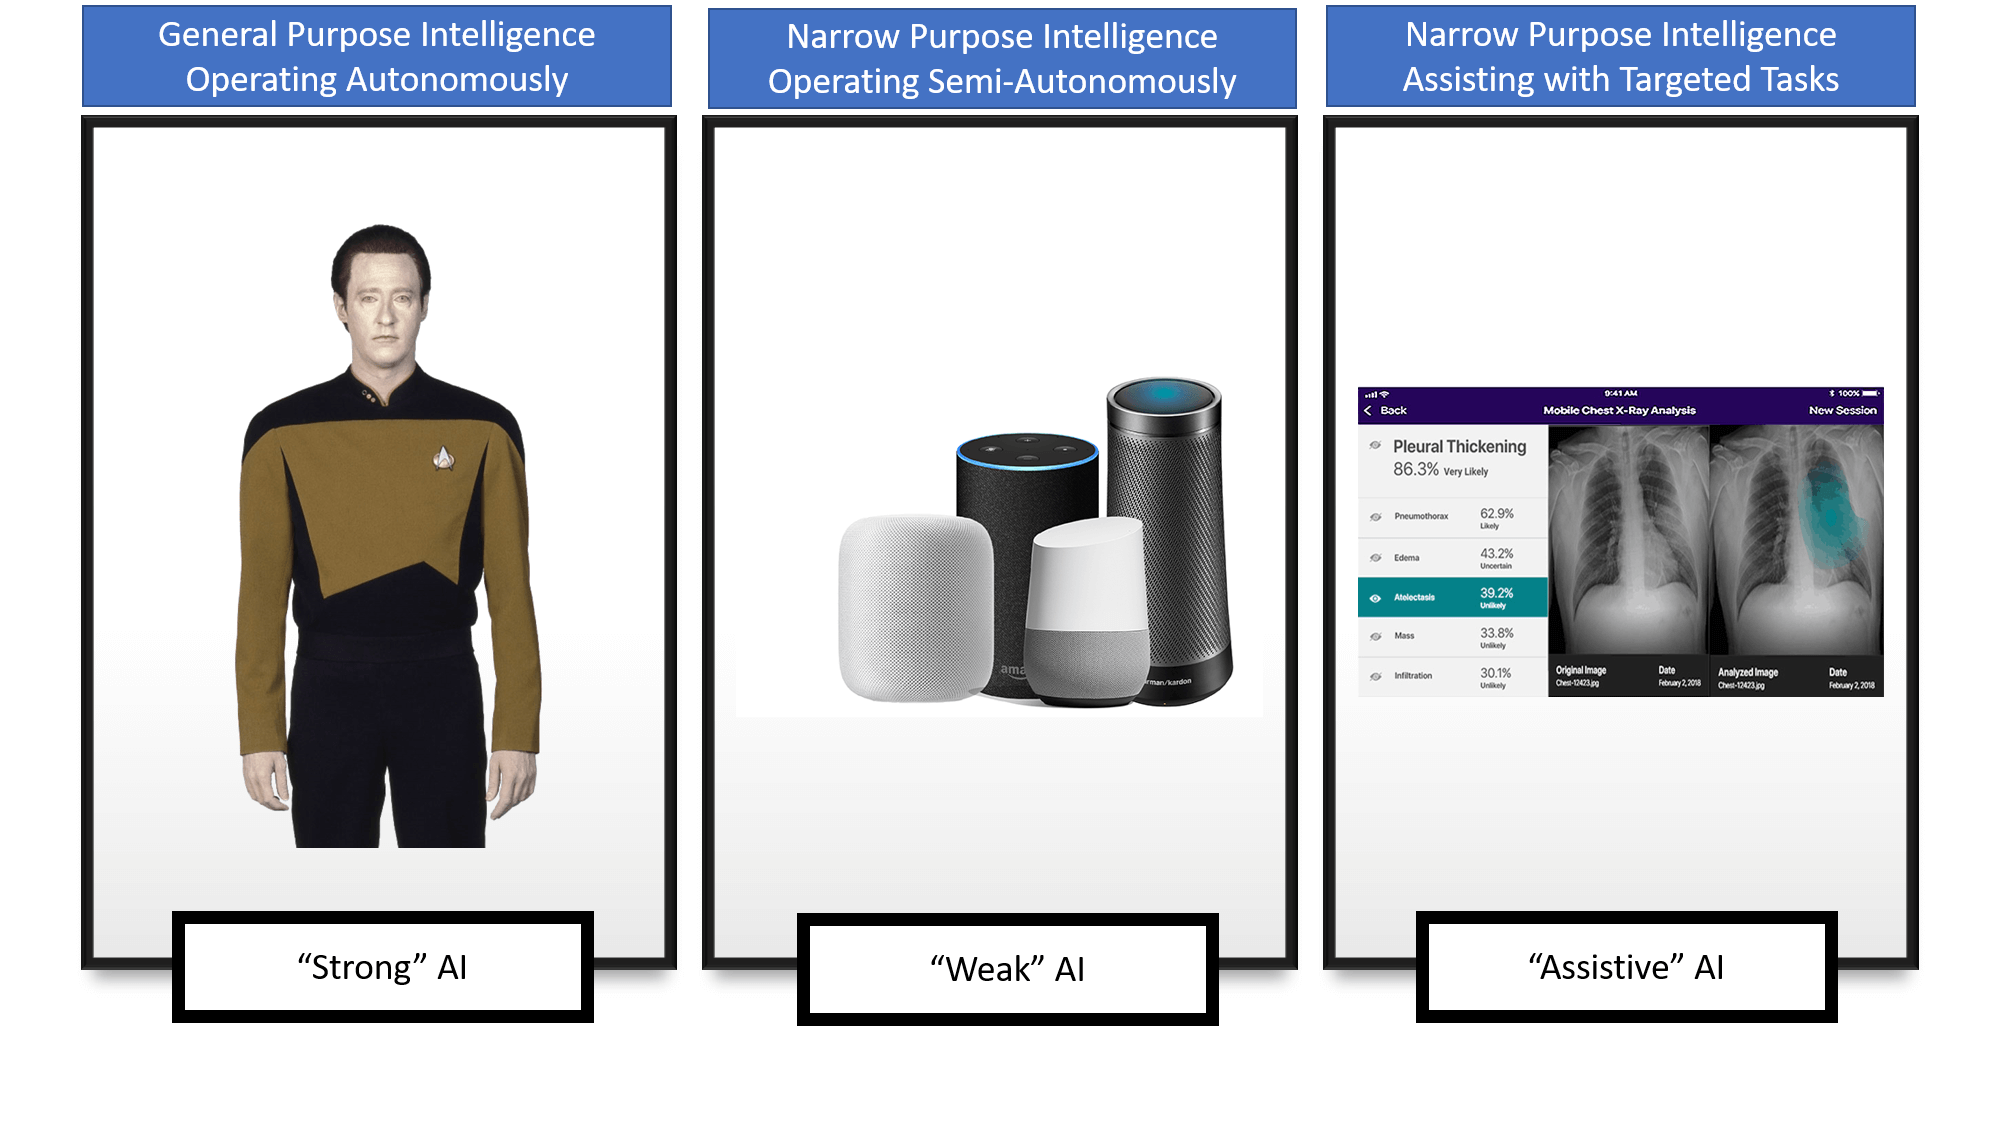 General Purpose Intelligence
Operating Autonomously
Narrow Purpose Intelligence
Operating Semi-Autonomously
Narrow Purpose Intelligence
Assisting with Targeted Tasks
ama
rman/kardon
9:41 AM
100%
Back
Mobile Chest X-Ray Analysis
New Session
Pleural Thickening
86.3% Very Likely
Pneumothorax
62.9%
Likely
Edema
43.2%
Uncertain
Atelectasis
39.2%
Unlikely
Mass
33.8%
Unlikely
Infiltration
30.1%
Unlikely
Original Image
Date
Chest-12423.jpg
February 2, 2018
Analyzed Image
Date
Chest-12423.jpg
February 2, 2018
“Strong” AI
“Weak” AI
“Assistive” AI